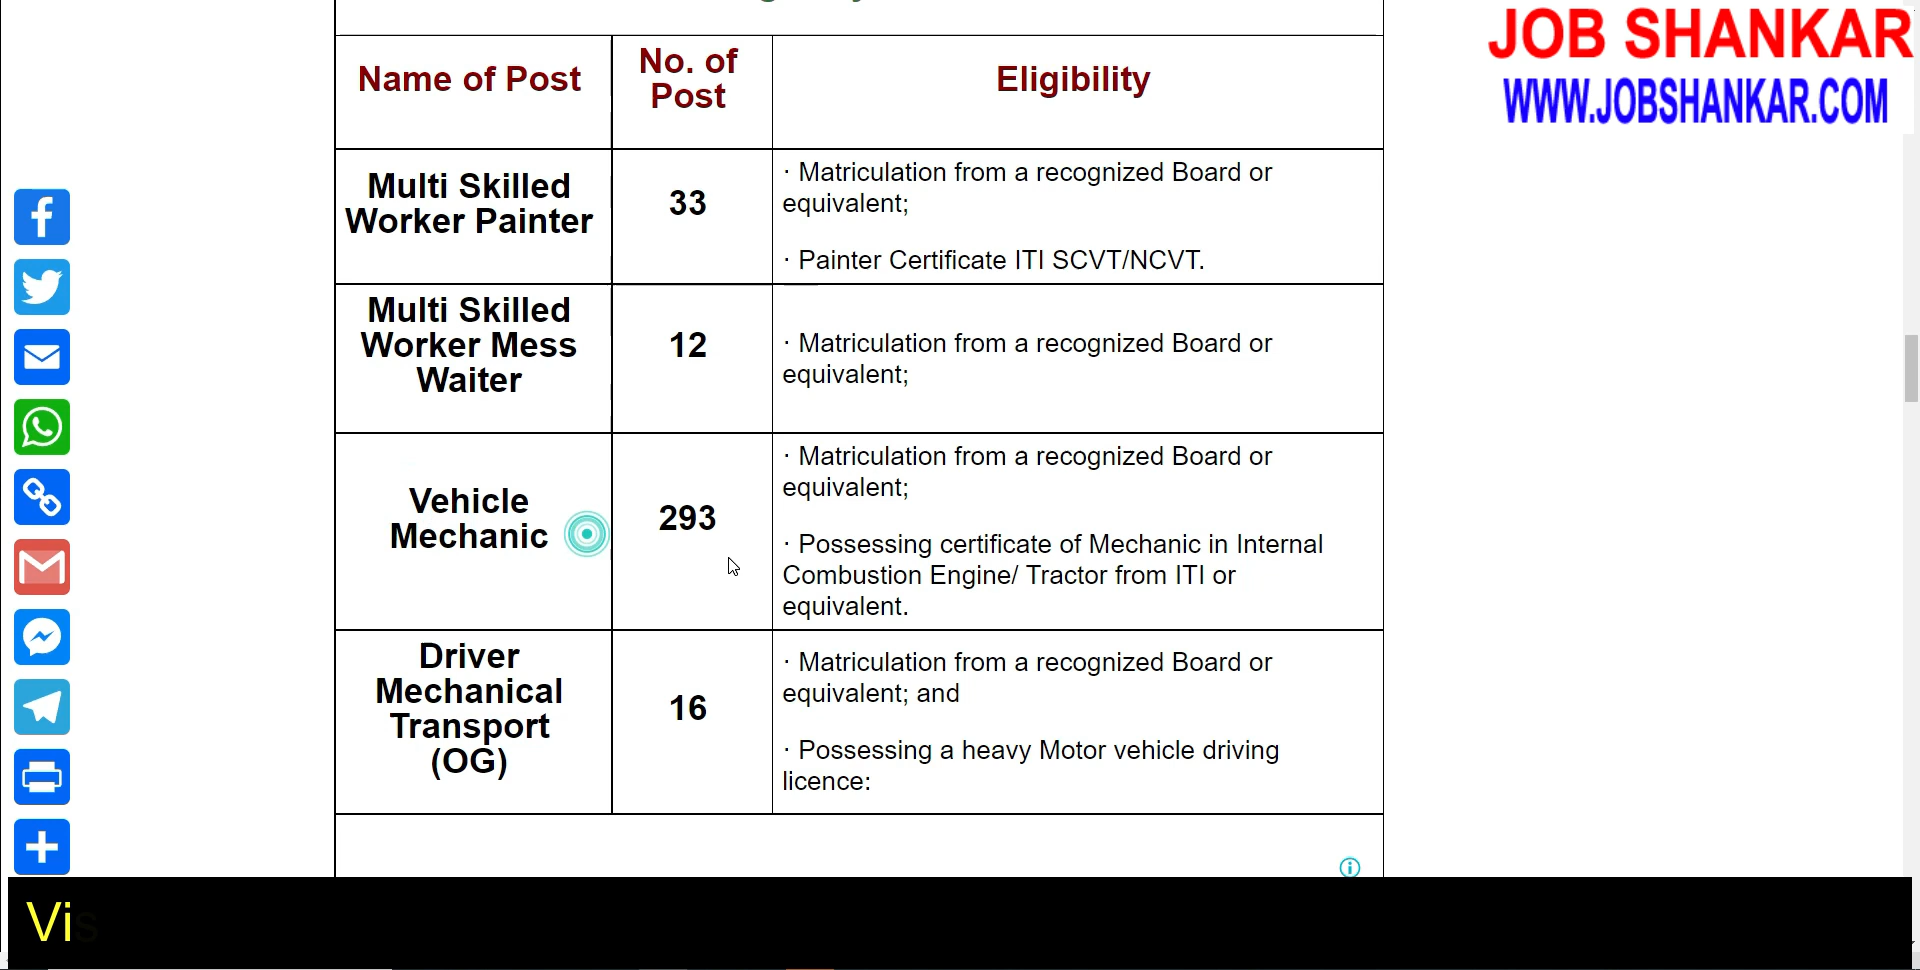 JOB SHANKAR
WWW.JOBSHANKAR.COM
Name of Post
No. of
Post
Eligibility
Multi Skilled
Worker Painter
33
· Matriculation from a recognized Board or
equivalent;
· Painter Certificate ITI SCVT/NCVT.
Multi Skilled
Worker Mess
Waiter
12
· Matriculation from a recognized Board or
equivalent;
Vehicle
Mechanic
293
· Matriculation from a recognized Board or
equivalent;
· Possessing certificate of Mechanic in Internal
Combustion Engine/ Tractor from ITI or
equivalent.
Driver
Mechanical
Transport
(OG)
16
· Matriculation from a recognized Board or
equivalent; and
· Possessing a heavy Motor vehicle driving
licence:
Vis